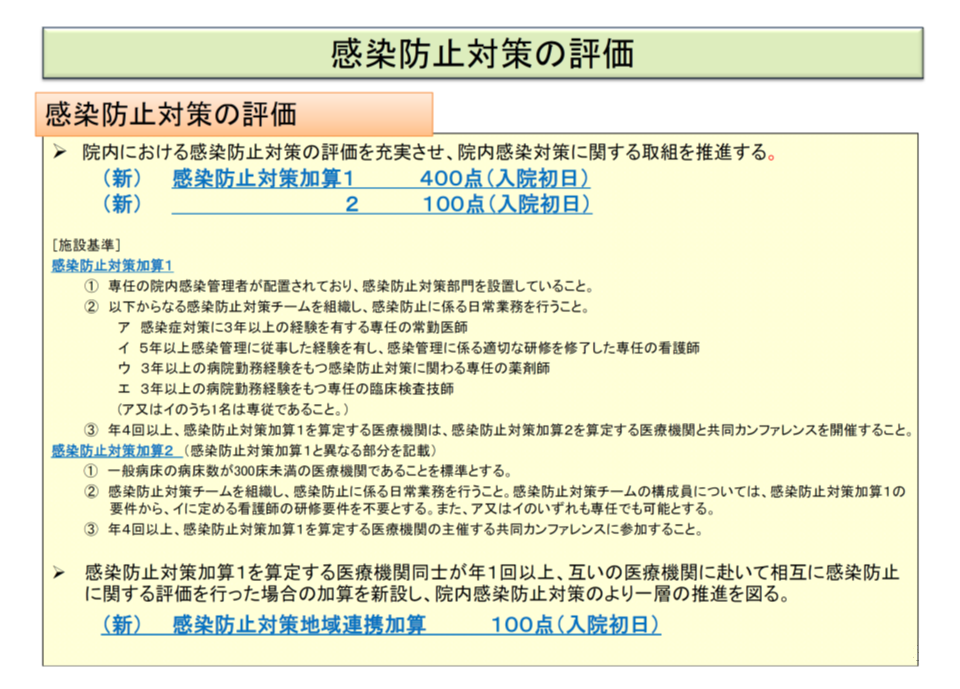 感染防止対策の評価
感染防止対策の評価
➢ 院内における感染防止対策の評価を充実させ、院内感染対策に関する取組を推進する。
（新） 感染防止対策加算１ ４００点（入院初日）
（新） ２ １００点（入院初日）
［施設基準］
感染防止対策加算１
① 専任の院内感染管理者が配置されており、感染防止対策部門を設置していること。
② 以下からなる感染防止対策チームを組織し、感染防止に係る日常業務を行うこと。
ア 感染症対策に３年以上の経験を有する専任の常勤医師
イ ５年以上感染管理に従事した経験を有し、感染管理に係る適切な研修を修了した専任の看護師
ウ ３年以上の病院勤務経験をもつ感染防止対策に関わる専任の薬剤師
エ ３年以上の病院勤務経験をもつ専任の臨床検査技師
（ア又はイのうち1名は専従であること。）
③ 年４回以上、感染防止対策加算１を算定する医療機関は、感染防止対策加算２を算定する医療機関と共同カンファレンスを開催すること。
感染防止対策加算２ （感染防止対策加算１と異なる部分を記載）
① 一般病床の病床数が300床未満の医療機関であることを標準とする。
② 感染防止対策チームを組織し、感染防止に係る日常業務を行うこと。感染防止対策チームの構成員については、感染防止対策加算１の
要件から、イに定める看護師の研修要件を不要とする。また、ア又はイのいずれも専任でも可能とする。
③ 年４回以上、感染防止対策加算１を算定する医療機関の主催する共同カンファレンスに参加すること。
➢ 感染防止対策加算１を算定する医療機関同士が年１回以上、互いの医療機関に赴いて相互に感染防止
に関する評価を行った場合の加算を新設し、院内感染防止対策のより一層の推進を図る。
（新） 感染防止対策地域連携加算 １００点（入院初日）